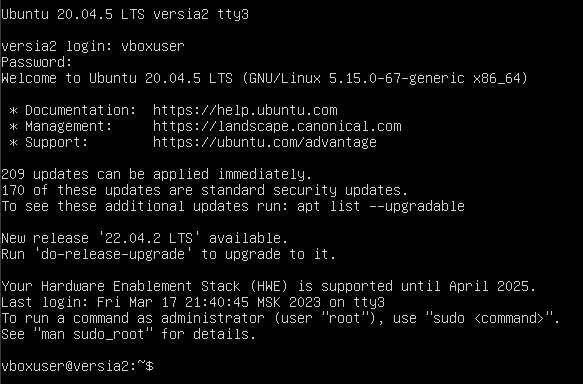 Ubuntu 20.04.5 LTS versia2 tty3
versia2 login: vboxuser
Password:
Welcome to Ubuntu 20.04.5 LTS (GNU/Linux 5.15.0-67-generic x86_64)
* Documentation:  https://help.ubuntu.com
* Management:     https://landscape.canonical.com
* Support:        https://ubuntu.com/advantage
209 updates can be applied immediately.
170 of these updates are standard security updates.
To see these additional updates run: apt list --upgradable
New release '22.04.2 LTS' available.
Run 'do-release-upgrade' to upgrade to it.
Your Hardware Enablement Stack (HWE) is supported until April 2025.
Last login: Fri Mar 17 21:40:45 MSK 2023 on tty3
To run a command as administrator (user "root"), use "sudo <command>".
See "man sudo_root" for details.
vboxuser@versia2:~$